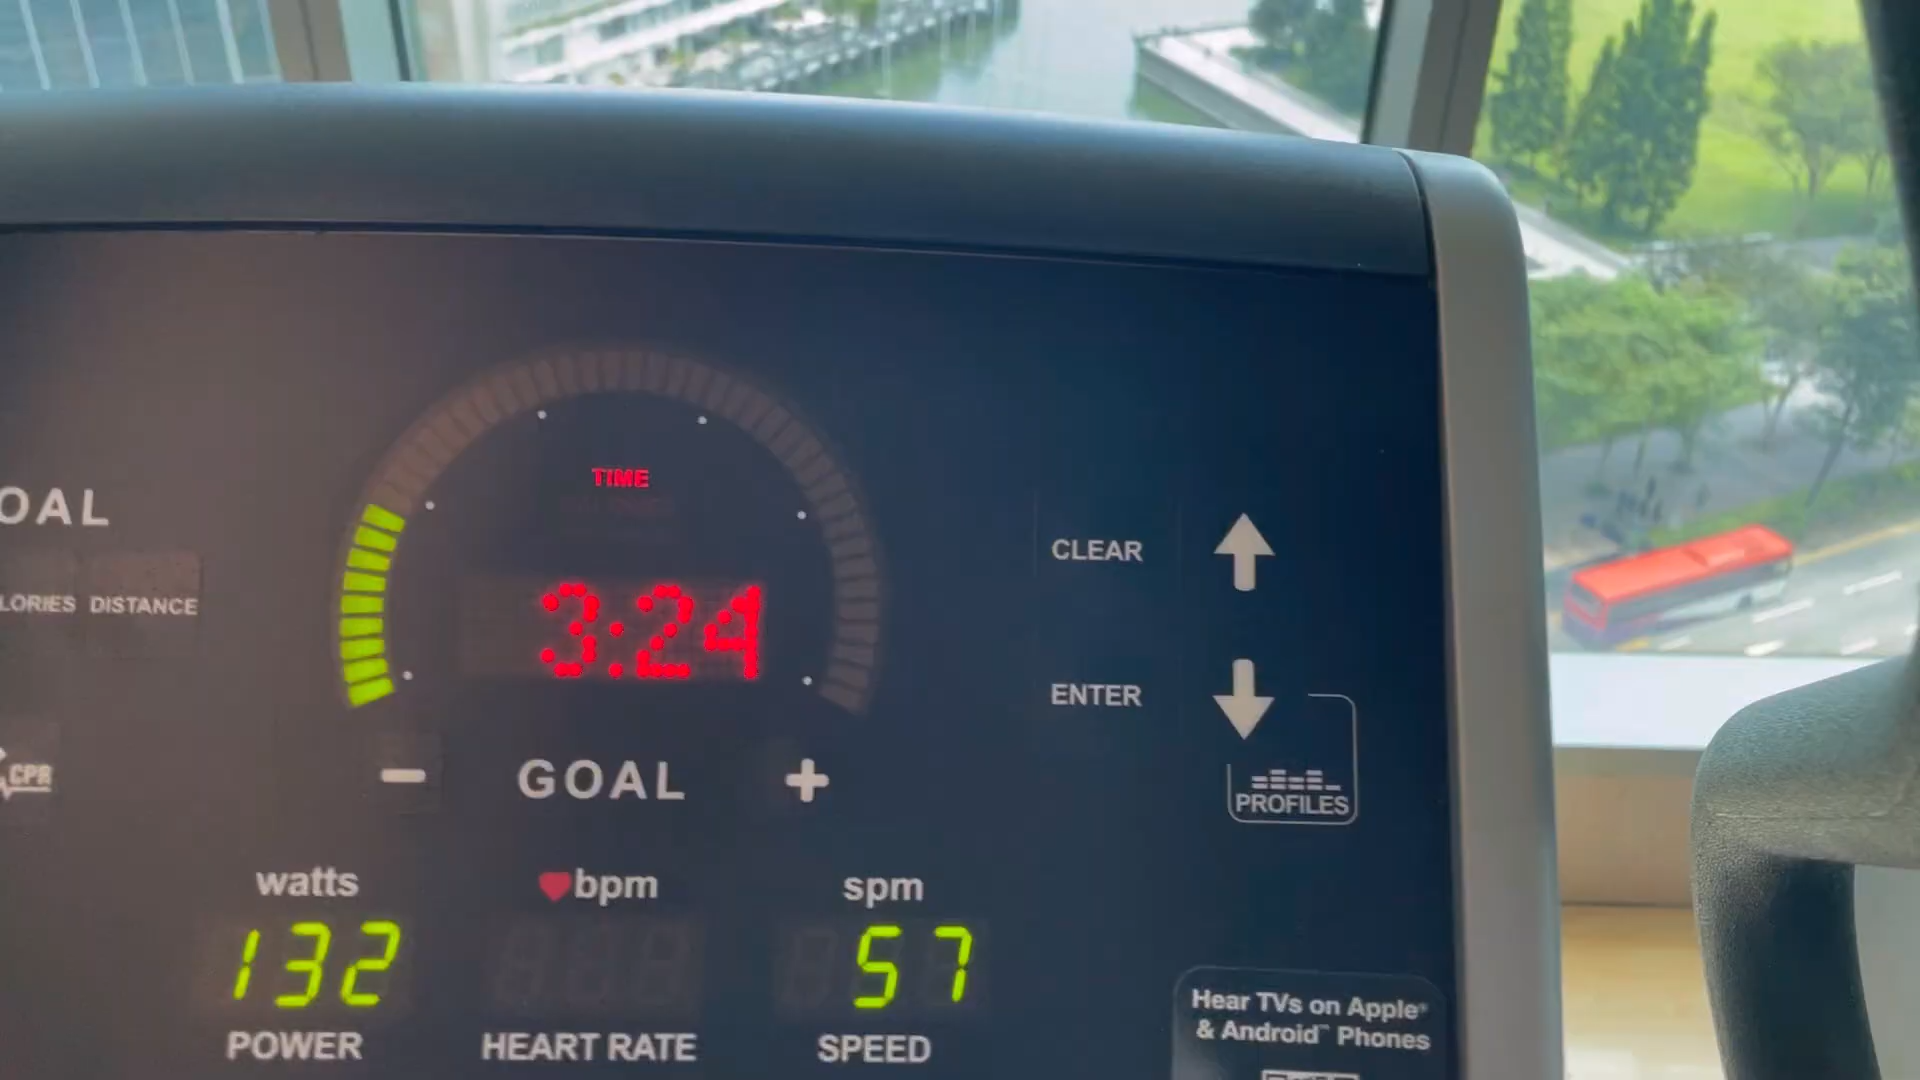 TIME
OAL
3:24
CLEAR
LORIES DISTANCE
ENTER
CPR
GOAL
PROFILES
watts
bpm
spm
132
57
POWER
HEART RATE
SPEED
Hear TVs on Apple®
& Android™ Phones